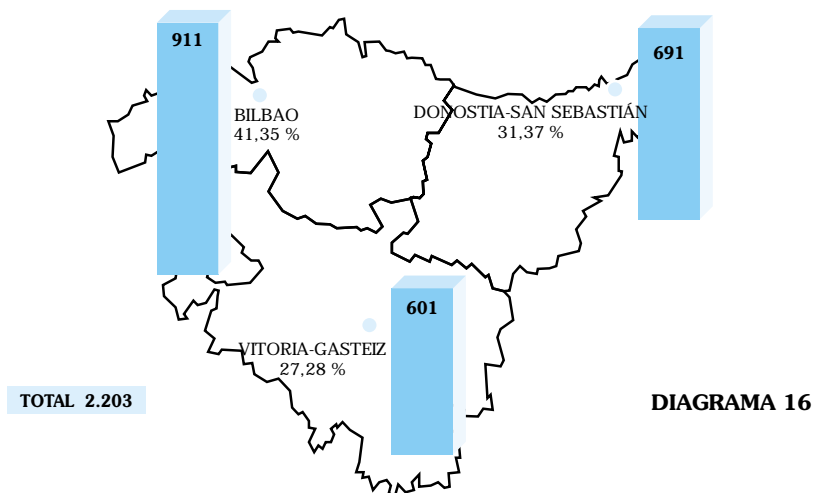 911
691
BILBAO
41,35 %
DONOSTIA-SAN SEBASTIÁN
31,37 %
601
VITORIA-GASTEIZ
27,28 %
TOTAL 2.203
DIAGRAMA 16